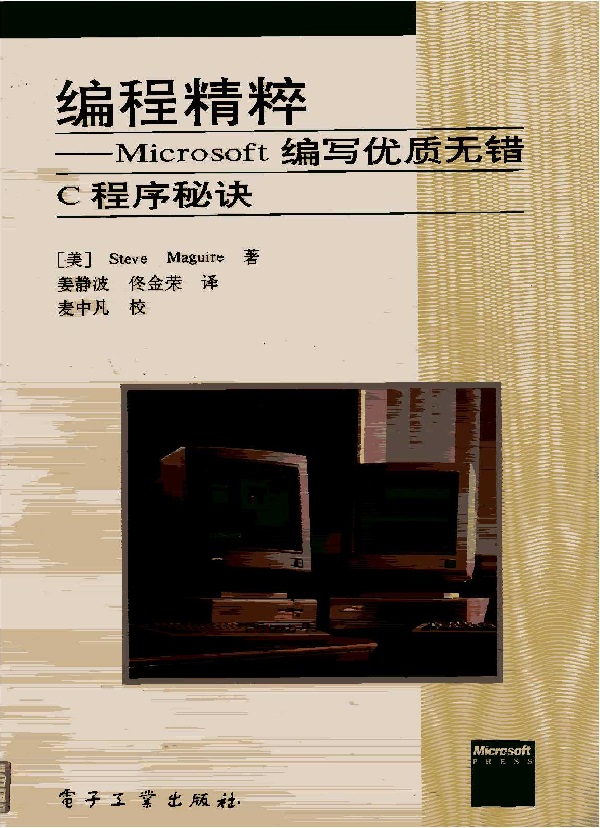 编程精粹
——Microsoft 编写优质无错
C 程序秘诀
[美] Steve Maguire 著
姜静波 佟金荣 译
麦中凡 校
Microsoft
PRESS
電子工業出版社